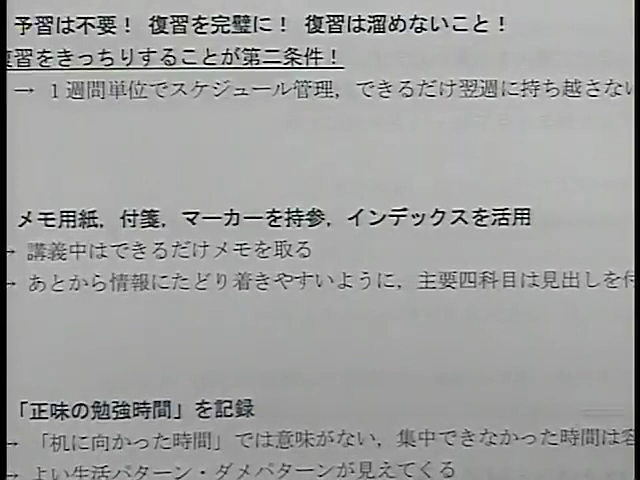 予習は不要！ 復習を完璧に！ 復習は溜めないこと！
復習をきっちりすることが第二条件！
→ １週間単位でスケジュール管理，できるだけ翌週に持ち越さない
メモ用紙，付箋，マーカーを持参，インデックスを活用
→ 講義中はできるだけメモを取る
→ あとから情報にたどり着きやすいように，主要四科目は見出しを付
「正味の勉強時間」を記録
→ 「机に向かった時間」では意味がない，集中できなかった時間は容
→ よい生活パターン・ダメパターンが見えてくる